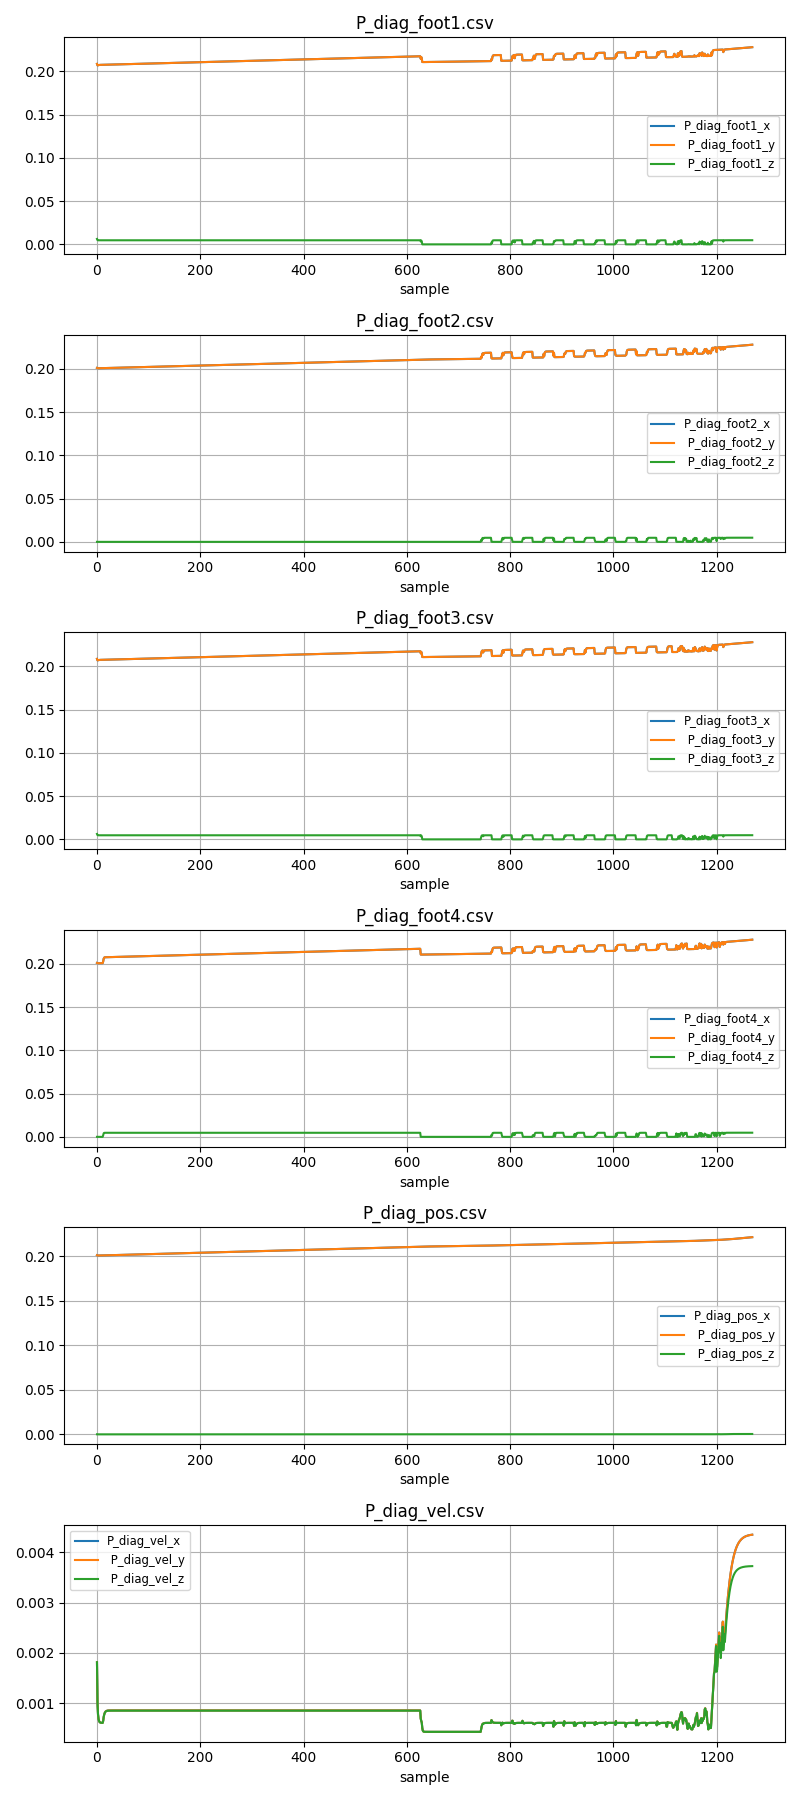 P_diag_foot1.csv
0.20
0.15
0.10
0.05
0.00
P_diag_foot1_x
P_diag_foot1_y
P_diag_foot1_z
0 200 400 600 800 1000 1200
sample
P_diag_foot2.csv
0.20
0.15
0.10
0.05
0.00
P_diag_foot2_x
P_diag_foot2_y
P_diag_foot2_z
0 200 400 600 800 1000 1200
sample
P_diag_foot3.csv
0.20
0.15
0.10
0.05
0.00
P_diag_foot3_x
P_diag_foot3_y
P_diag_foot3_z
0 200 400 600 800 1000 1200
sample
P_diag_foot4.csv
0.20
0.15
0.10
0.05
0.00
P_diag_foot4_x
P_diag_foot4_y
P_diag_foot4_z
0 200 400 600 800 1000 1200
sample
P_diag_pos.csv
0.20
0.15
0.10
0.05
0.00
P_diag_pos_x
P_diag_pos_y
P_diag_pos_z
0 200 400 600 800 1000 1200
sample
P_diag_vel.csv
P_diag_vel_x
P_diag_vel_y
P_diag_vel_z
0.004
0.003
0.002
0.001
0 200 400 600 800 1000 1200
sample